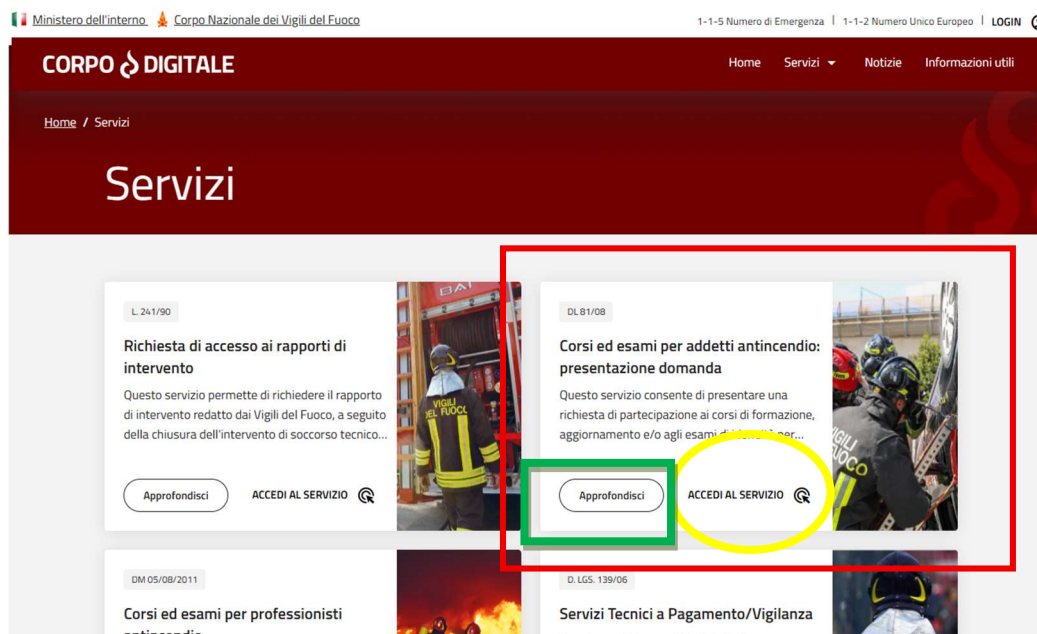 Ministero dell'interno Corpo Nazionale dei Vigili del Fuoco
1-1-5 Numero di Emergenza | 1-1-2 Numero Unico Europeo | LOGIN
CORPO DIGITALE
Home Servizi Notizie Informazioni utili
Home / Servizi
Servizi
L. 241/90
Richiesta di accesso ai rapporti di
intervento
Questo servizio permette di richiedere il rapporto
di intervento redatto dai Vigili del Fuoco, a seguito
della chiusura dell'intervento di soccorso tecnico...
Approfondisci ACCEDI AL SERVIZIO
VIGILI
DEL FUOCO
DL 81/08
Corsi ed esami per addetti antincendio:
presentazione domanda
Questo servizio consente di presentare una
richiesta di partecipazione ai corsi di formazione,
aggiornamento e/o agli esami di idoneità per...
Approfondisci ACCEDI AL SERVIZIO
DM 05/08/2011
Corsi ed esami per professionisti
antincendio
D. LGS. 139/06
Servizi Tecnici a Pagamento/Vigilanza